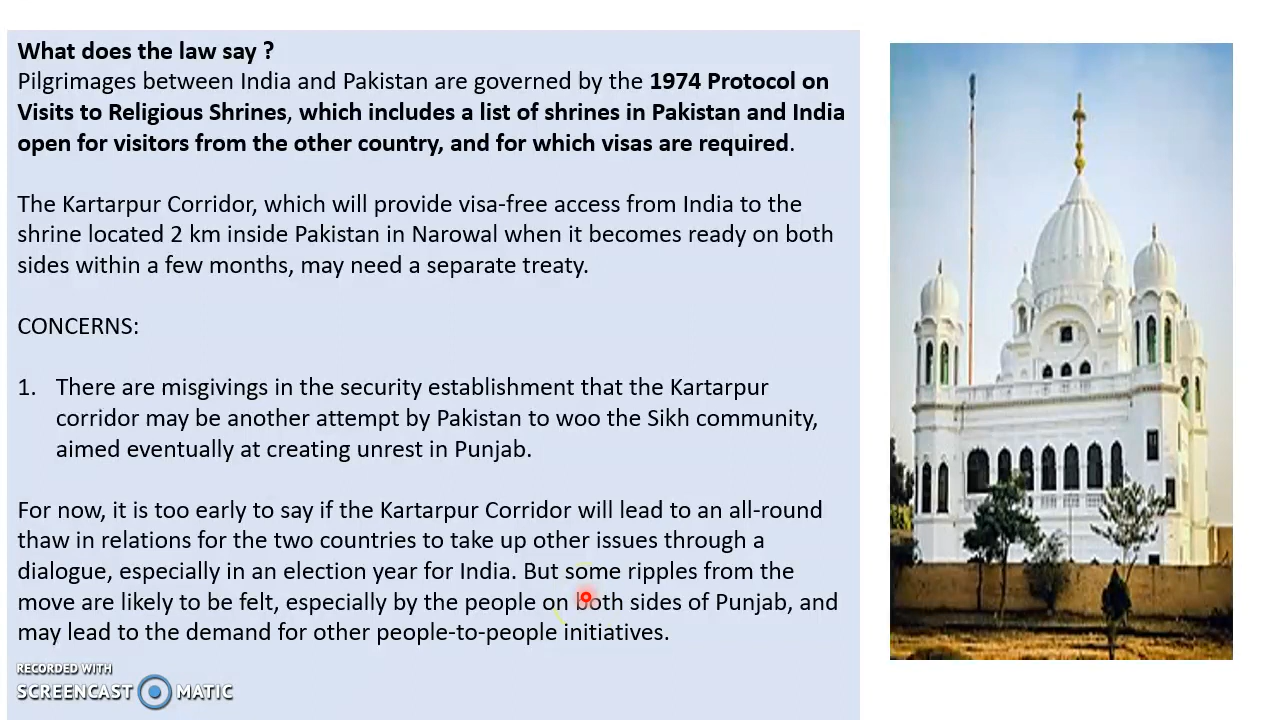 What does the law say ?
Pilgrimages between India and Pakistan are governed by the 1974 Protocol on
Visits to Religious Shrines, which includes a list of shrines in Pakistan and India
open for visitors from the other country, and for which visas are required.
The Kartarpur Corridor, which will provide visa-free access from India to the
shrine located 2 km inside Pakistan in Narowal when it becomes ready on both
sides within a few months, may need a separate treaty.
CONCERNS:
1. There are misgivings in the security establishment that the Kartarpur
corridor may be another attempt by Pakistan to woo the Sikh community,
aimed eventually at creating unrest in Punjab.
For now, it is too early to say if the Kartarpur Corridor will lead to an all-round
thaw in relations for the two countries to take up other issues through a
dialogue, especially in an election year for India. But some ripples from the
move are likely to be felt, especially by the people on both sides of Punjab, and
may lead to the demand for other people-to-people initiatives.
RECORDED WITH
SCREENCAST MATIC